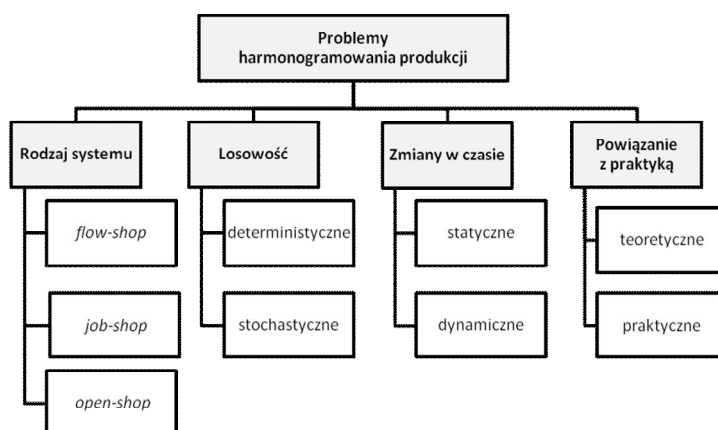 Problemy
harmonogramowania produkcji
Rodzaj systemu
Losowość
Zmiany w czasie
Powiązanie
z praktyką
flow-shop
deterministyczne
statyczne
teoretyczne
job-shop
stochastyczne
dynamiczne
praktyczne
open-shop